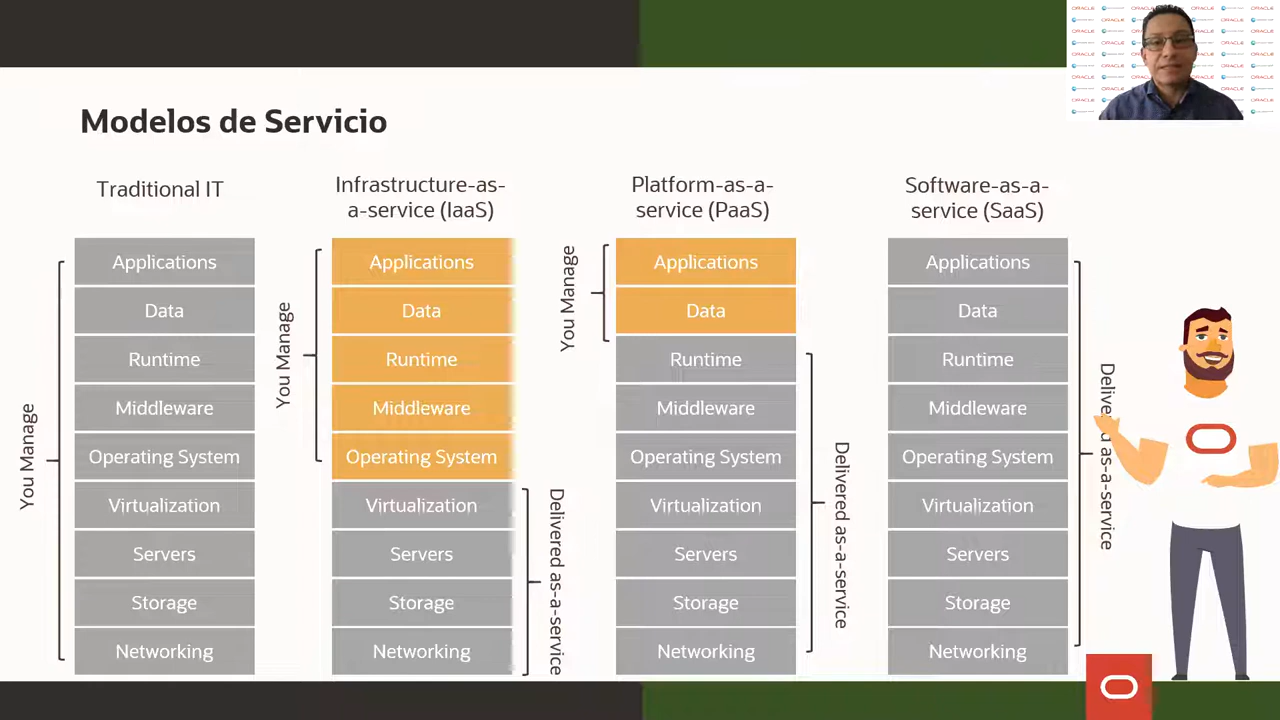 ORACLE
Modelos de Servicio
Traditional IT
You Manage
Applications
Data
Runtime
Middleware
Operating System
Virtualization
Servers
Storage
Networking
Infrastructure-as-
a-service (IaaS)
You Manage
Applications
Data
Runtime
Middleware
Operating System
Virtualization
Servers
Storage
Networking
Delivered as-a-service
Platform-as-a-
service (PaaS)
You Manage
Applications
Data
Runtime
Middleware
Operating System
Virtualization
Servers
Storage
Networking
Delivered as-a-service
Software-as-a-
service (SaaS)
Applications
Data
Runtime
Middleware
Operating System
Virtualization
Servers
Storage
Networking
Delivered as-a-service